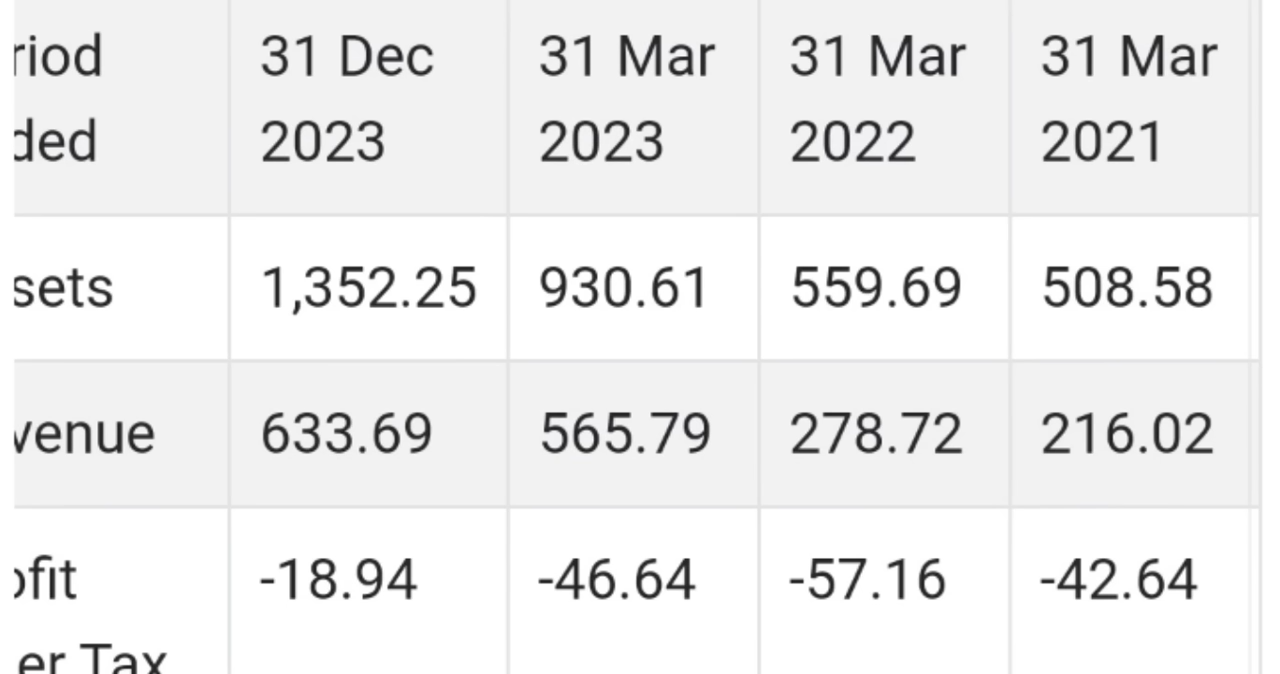 riod 31 Dec 31 Mar 31 Mar 31 Mar
ded 2023 2023 2022 2021
sets 1,352.25 930.61 559.69 508.58
venue 633.69 565.79 278.72 216.02
ofit -18.94 -46.64 -57.16 -42.64
er Tax